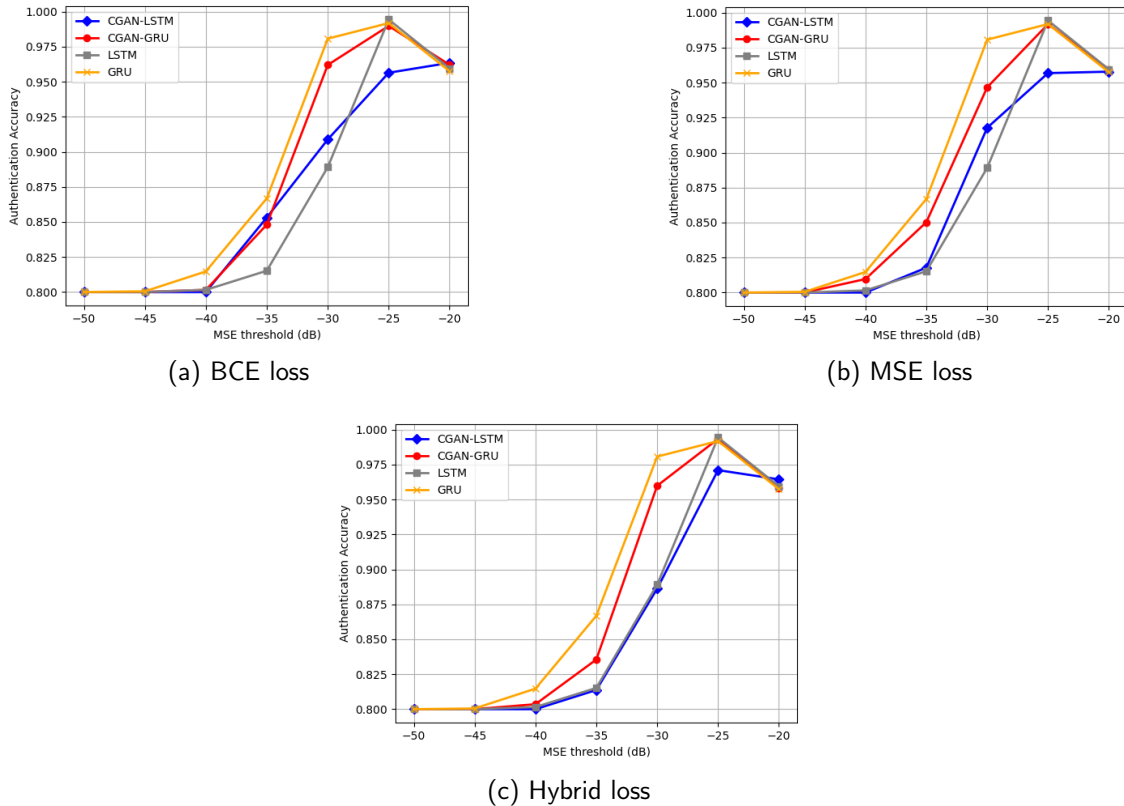 CGAN-LSTM
CGAN-GRU
LSTM
GRU
1.000
0.975
0.950
0.925
0.900
0.875
0.850
0.825
0.800
Authentication Accuracy
−50 −45 −40 −35 −30 −25 −20
MSE threshold (dB)
(a) BCE loss
CGAN-LSTM
CGAN-GRU
LSTM
GRU
1.000
0.975
0.950
0.925
0.900
0.875
0.850
0.825
0.800
Authentication Accuracy
−50 −45 −40 −35 −30 −25 −20
MSE threshold (dB)
(b) MSE loss
CGAN-LSTM
CGAN-GRU
LSTM
GRU
1.000
0.975
0.950
0.925
0.900
0.875
0.850
0.825
0.800
Authentication Accuracy
−50 −45 −40 −35 −30 −25 −20
MSE threshold (dB)
(c) Hybrid loss